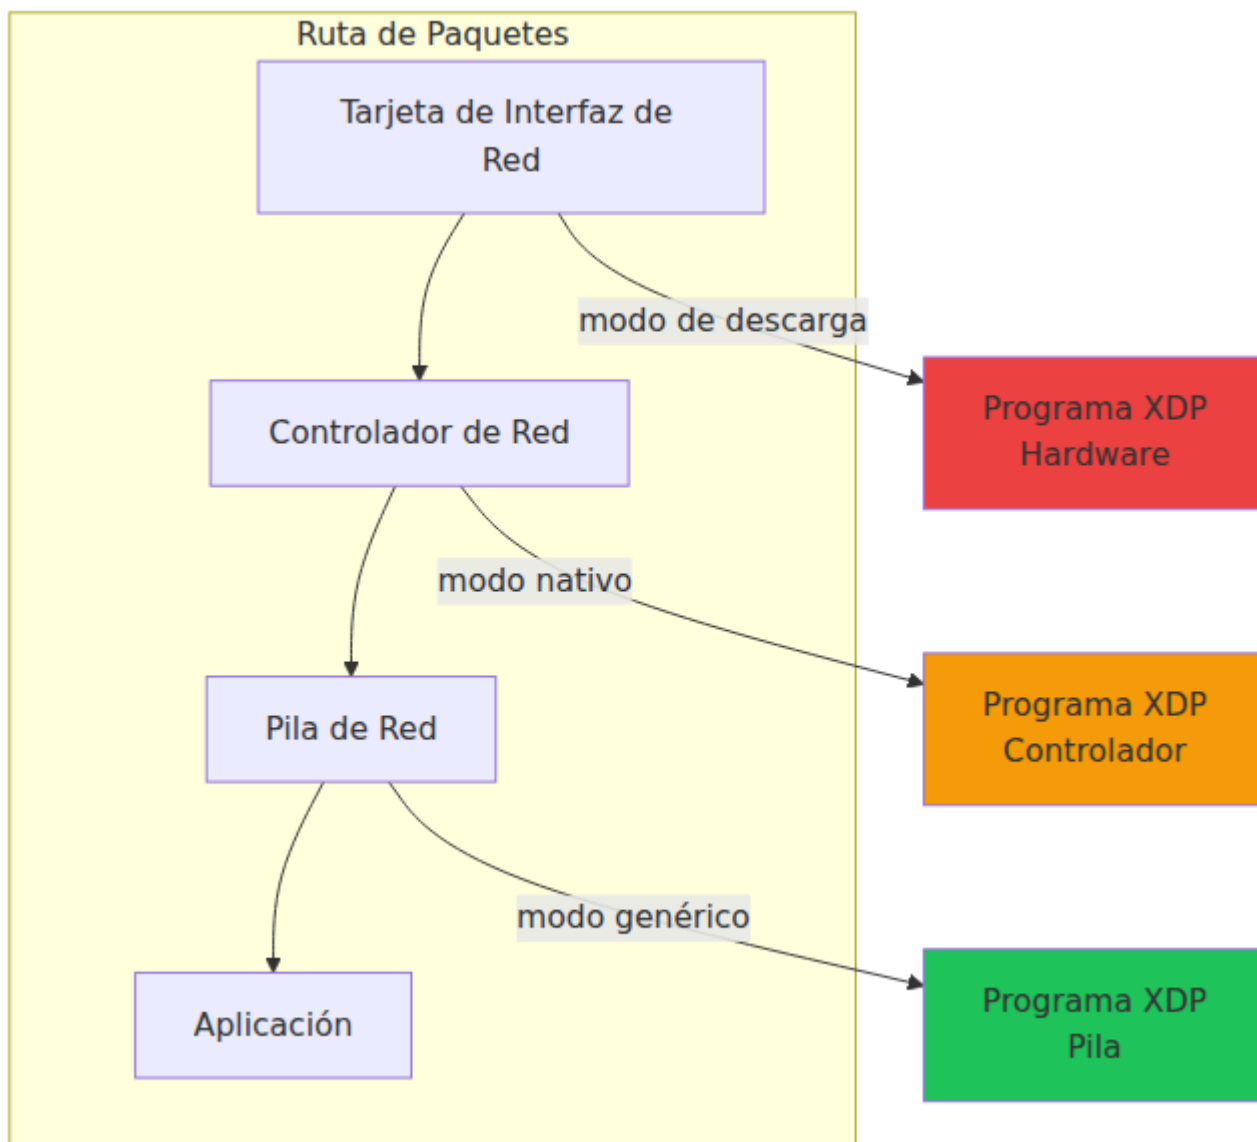 Ruta de Paquetes
Tarjeta de Interfaz de
Red
modo de descarga
Programa XDP
Hardware
Controlador de Red
modo nativo
Programa XDP
Controlador
Pila de Red
modo genérico
Programa XDP
Pila
Aplicación